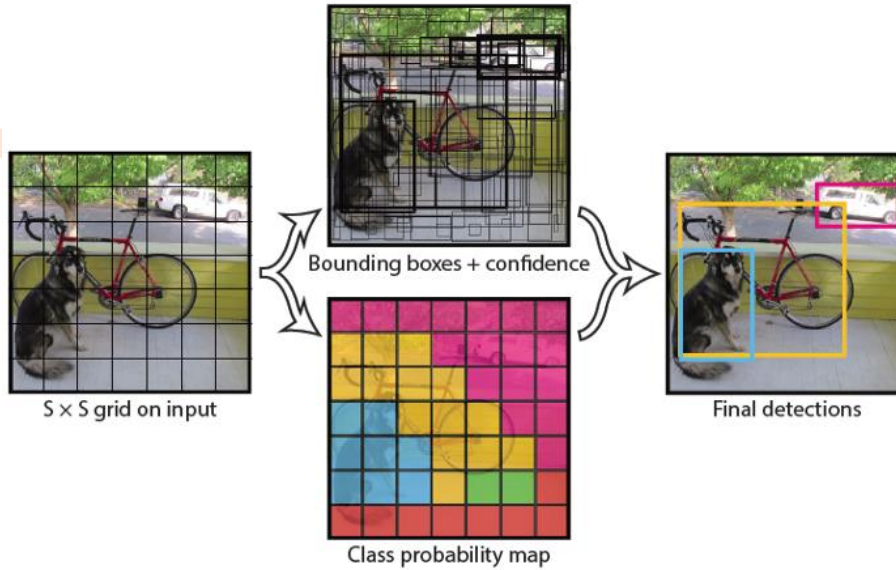 S × S grid on input
Bounding boxes + confidence
Class probability map
Final detections